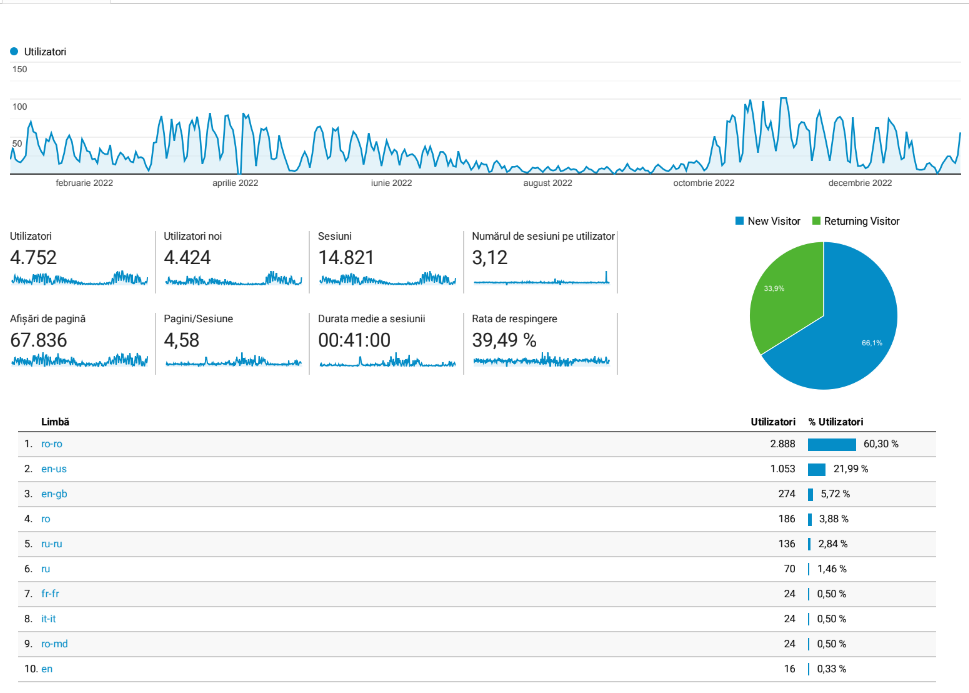 Utilizatori
150
100
50
februarie 2022 aprilie 2022 iunie 2022 august 2022 octombrie 2022 decembrie 2022
New Visitor Returning Visitor
Utilizatori Utilizatori noi Sesiuni Numărul de sesiuni pe utilizator
4.752 4.424 14.821 3,12
Afișări de pagină Pagini/Sesiune Durata medie a sesiunii Rata de respingere
67.836 4,58 00:41:00 39,49 %
33,9%
66,1%
Limbă Utilizatori % Utilizatori
1. ro-ro 2.888 60,30 %
2. en-us 1.053 21,99 %
3. en-gb 274 5,72 %
4. ro 186 3,88 %
5. ru-ru 136 2,84 %
6. ru 70 1,46 %
7. fr-fr 24 0,50 %
8. it-it 24 0,50 %
9. ro-md 24 0,50 %
10. en 16 0,33 %